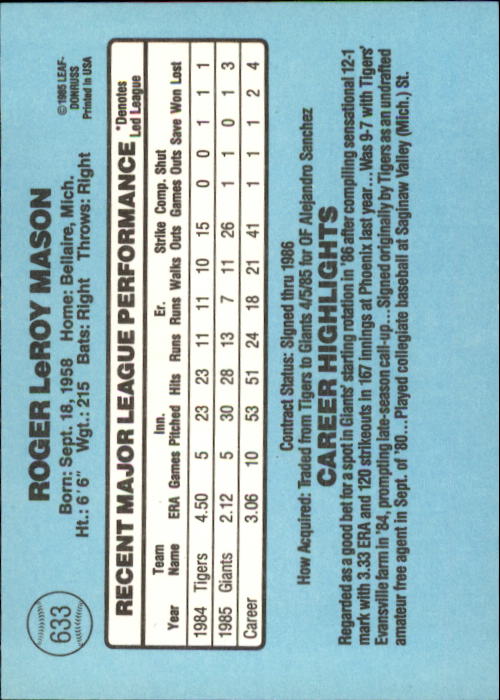 633
ROGER LeROY MASON
Born: Sept. 18, 1958 Home: Bellaire, Mich.
Ht.: 6'6" Wgt.: 215 Bats: Right Throws: Right
©1985 LEAF-
DONRUSS
Printed in USA
RECENT MAJOR LEAGUE PERFORMANCE
*Denotes
Led League
Team Inn. Er. Strike Comp. Shut
Year Name ERA Games Pitched Hits Runs Runs Walks Outs Games Outs Save Won Lost
1984 Tigers 4.50 5 23 23 11 11 10 15 0 0 1 1 1
1985 Giants 2.12 5 30 28 13 7 11 26 1 1 0 1 3
Career 3.06 10 53 51 24 18 21 41 1 1 1 2 4
Contract Status: Signed thru 1986
How Acquired: Traded from Tigers to Giants 4/5/85 for OF Alejandro Sanchez
CAREER HIGHLIGHTS
Regarded as a good bet for a spot in Giants' starting rotation in '86 after compiling sensational 12-1
mark with 3.33 ERA and 120 strikeouts in 167 innings at Phoenix last year...Was 9-7 with Tigers'
Evansville farm in '84, prompting late-season call-up...Signed originally by Tigers as an undrafted
amateur free agent in Sept. of '80...Played collegiate baseball at Saginaw Valley (Mich.) St.